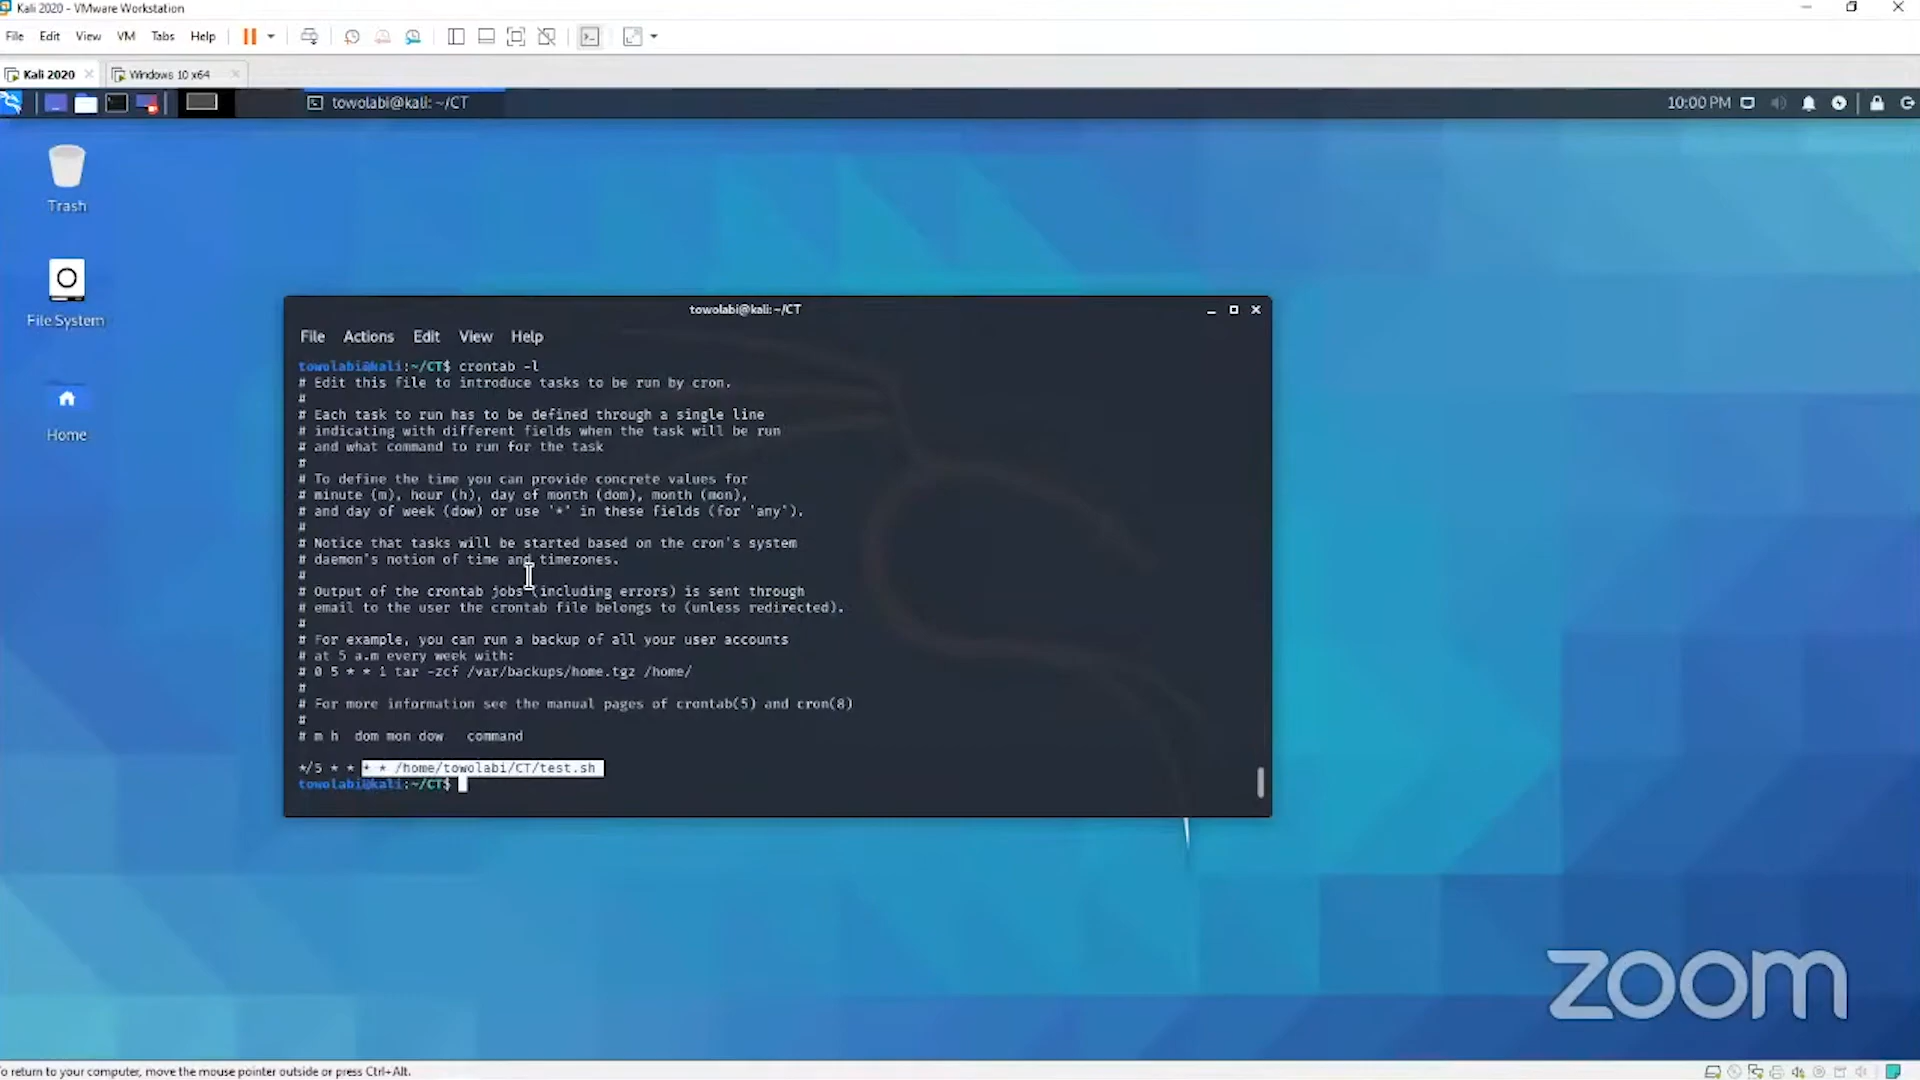 Kali 2020 - VMware Workstation
File Edit View VM Tabs Help
Kali 2020
Windows 10 x64
towolabi@kali: ~/CT
10:00 PM
Trash
File System
Home
towolabi@kali: ~/CT
File Actions Edit View Help
towolabi@kali:~/CT$ crontab -l
# Edit this file to introduce tasks to be run by cron.
#
# Each task to run has to be defined through a single line
# indicating with different fields when the task will be run
# and what command to run for the task
#
# To define the time you can provide concrete values for
# minute (m), hour (h), day of month (dom), month (mon),
# and day of week (dow) or use '*' in these fields (for 'any').
#
# Notice that tasks will be started based on the cron's system
# daemon's notion of time and timezones.
#
# Output of the crontab jobs (including errors) is sent through
# email to the user the crontab file belongs to (unless redirected).
#
# For example, you can run a backup of all your user accounts
# at 5 a.m every week with:
# 0 5 * * 1 tar -zcf /var/backups/home.tgz /home/
#
# For more information see the manual pages of crontab(5) and cron(8)
#
# m h  dom mon dow   command
*/5 * * * * /home/towolabi/CT/test.sh
towolabi@kali:~/CT$
zoom
To return to your computer, move the mouse pointer outside or press Ctrl+Alt.